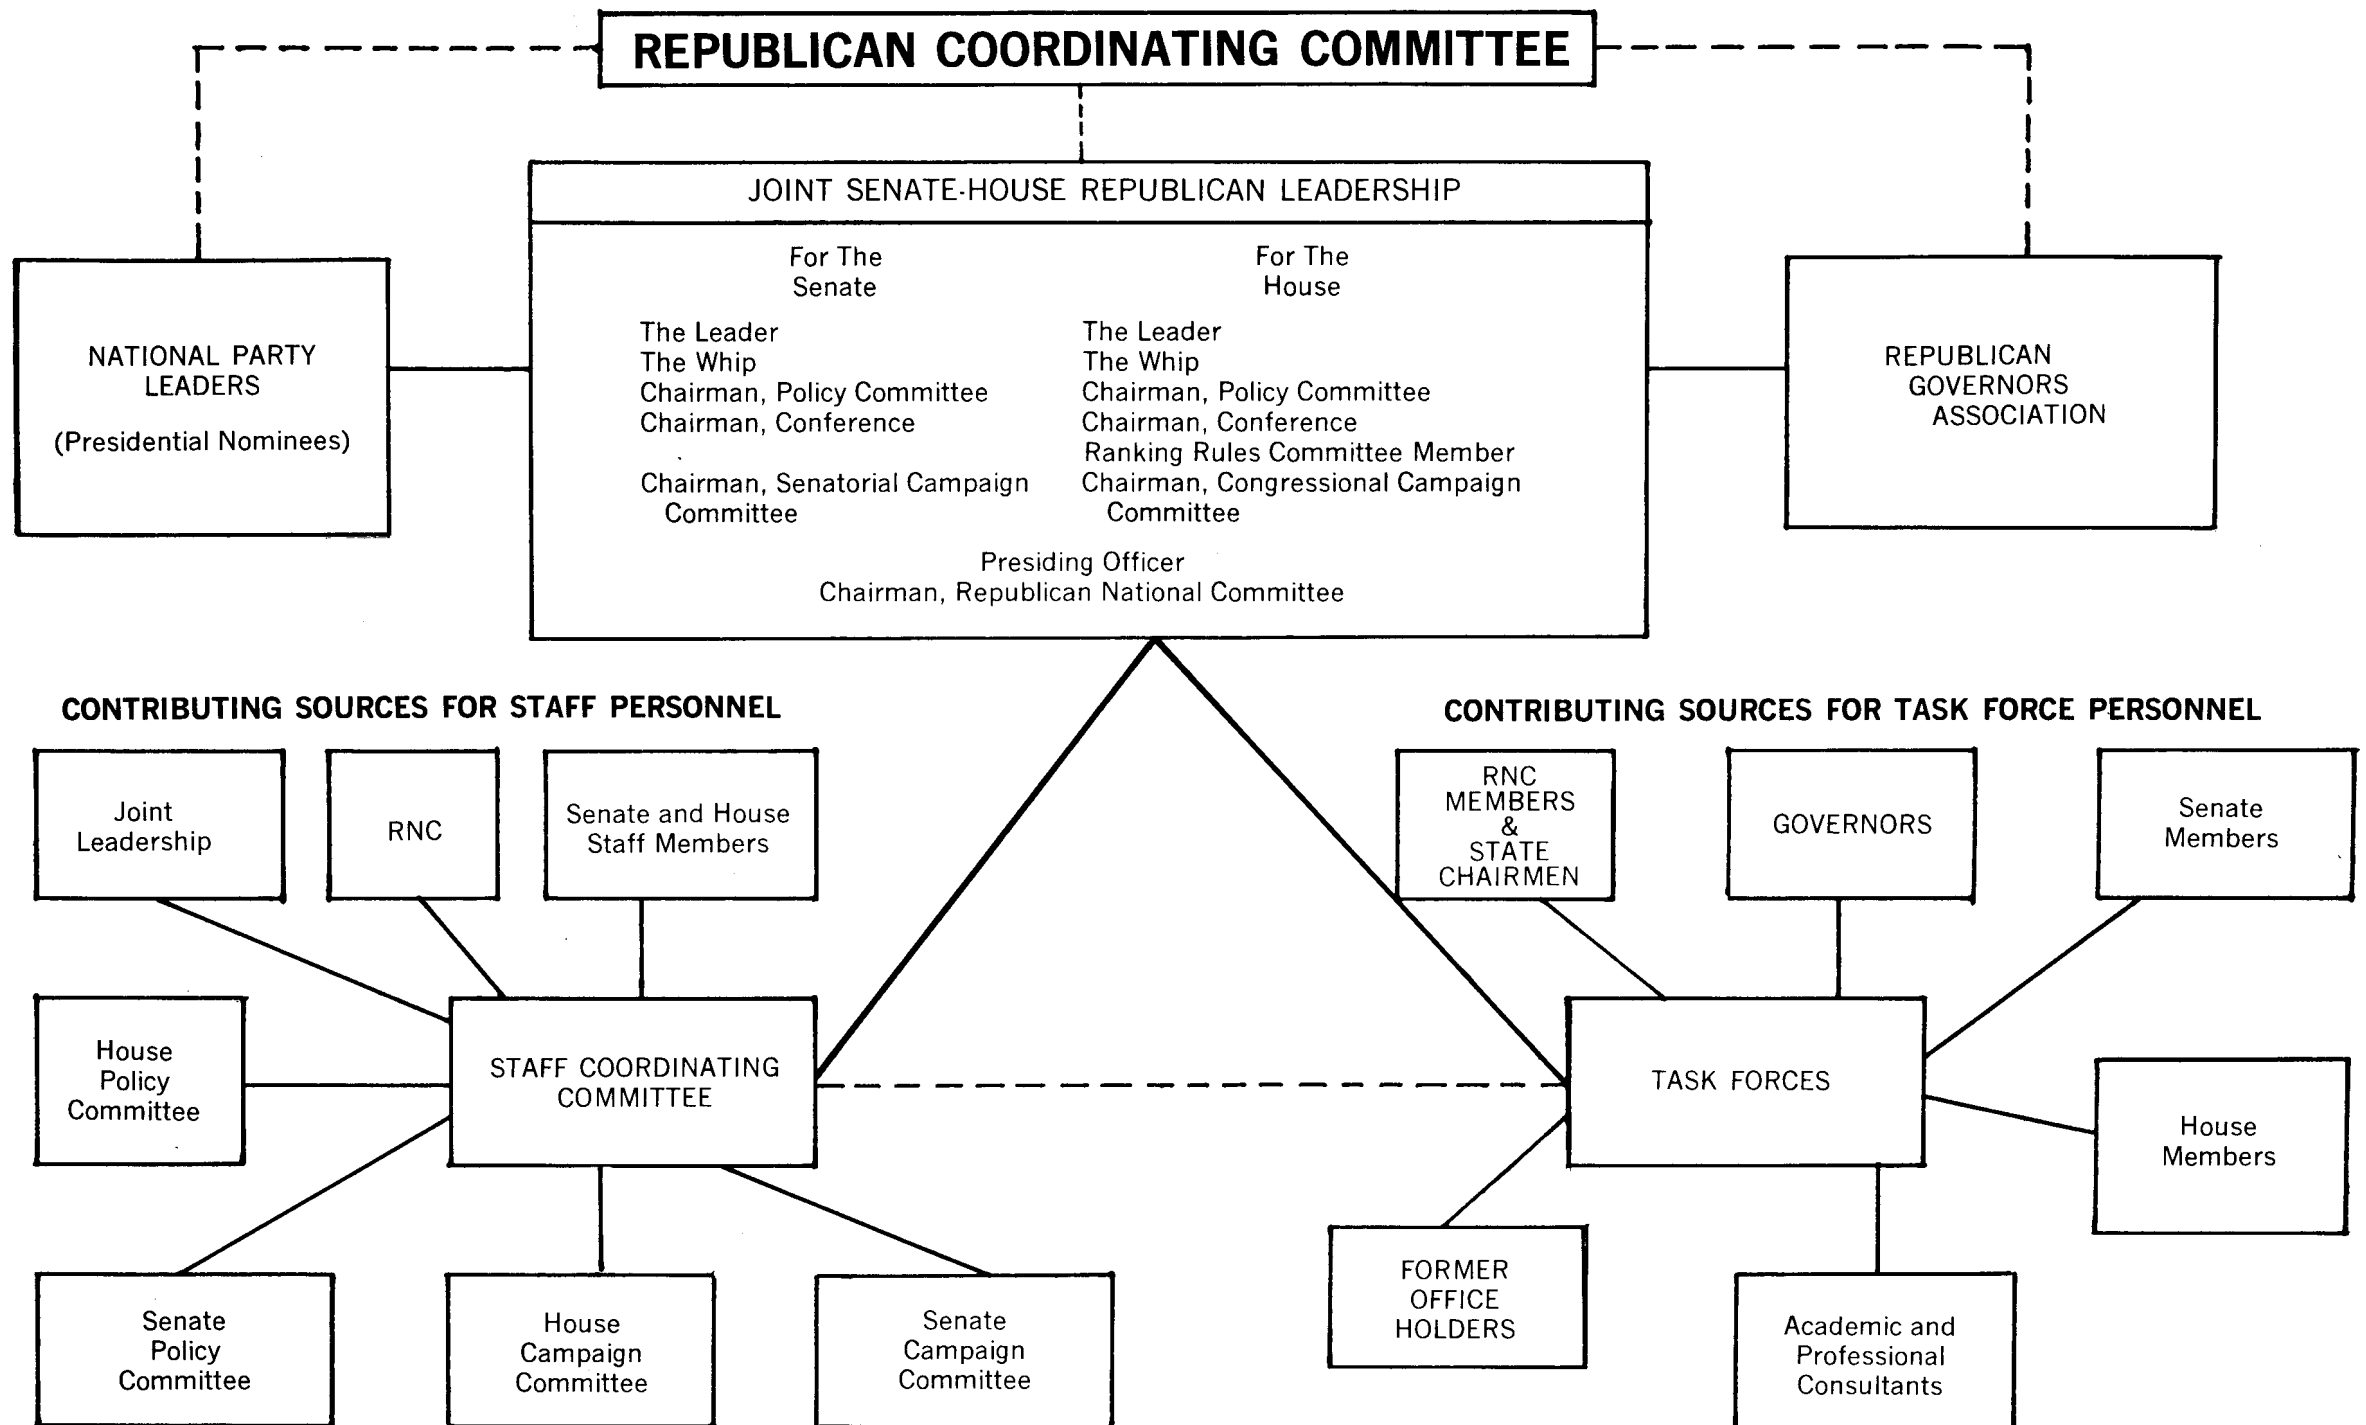 REPUBLICAN COORDINATING COMMITTEE
JOINT SENATE-HOUSE REPUBLICAN LEADERSHIP
For The
Senate
The Leader
The Whip
Chairman, Policy Committee
Chairman, Conference
Chairman, Senatorial Campaign
Committee
For The
House
The Leader
The Whip
Chairman, Policy Committee
Chairman, Conference
Ranking Rules Committee Member
Chairman, Congressional Campaign
Committee
Presiding Officer
Chairman, Republican National Committee
NATIONAL PARTY
LEADERS
(Presidential Nominees)
REPUBLICAN
GOVERNORS
ASSOCIATION
CONTRIBUTING SOURCES FOR STAFF PERSONNEL
Joint
Leadership
RNC
Senate and House
Staff Members
House
Policy
Committee
STAFF COORDINATING
COMMITTEE
Senate
Policy
Committee
House
Campaign
Committee
Senate
Campaign
Committee
CONTRIBUTING SOURCES FOR TASK FORCE PERSONNEL
RNC
MEMBERS
&
STATE
CHAIRMEN
GOVERNORS
Senate
Members
TASK FORCES
House
Members
FORMER
OFFICE
HOLDERS
Academic and
Professional
Consultants